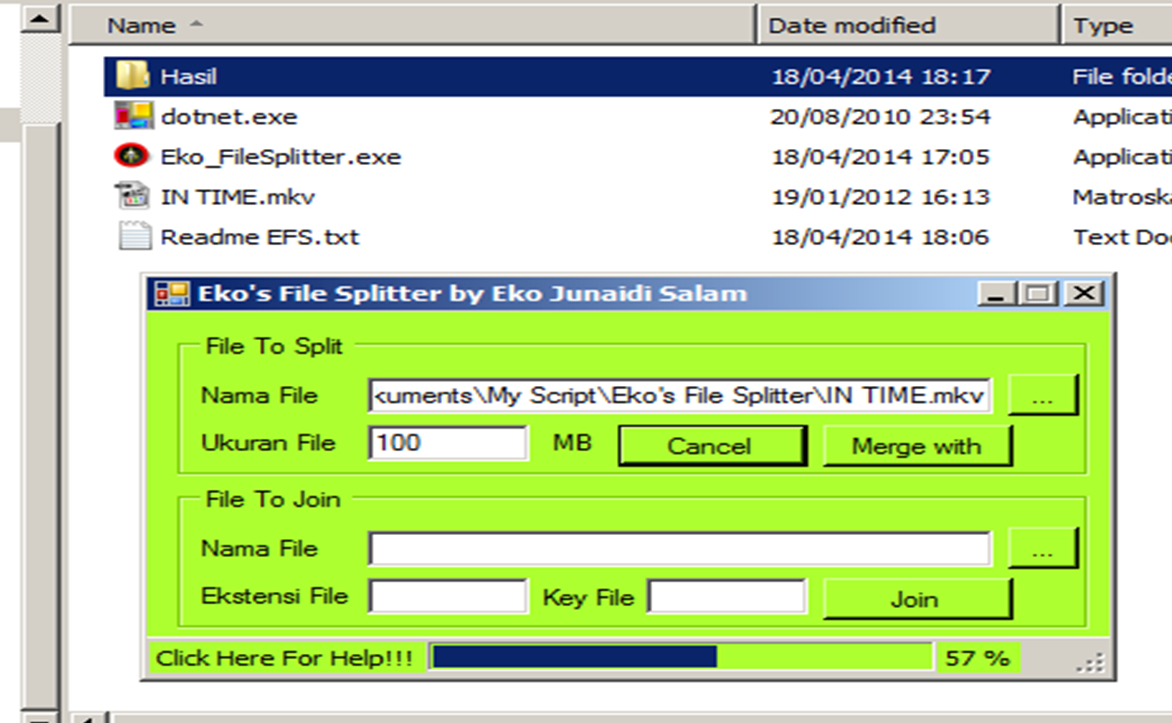 Name Date modified Type
Hasil 18/04/2014 18:17 File folde
dotnet.exe 20/08/2010 23:54 Applicati
Eko_FileSplitter.exe 18/04/2014 17:05 Applicati
IN TIME.mkv 19/01/2012 16:13 Matroska
Readme EFS.txt 18/04/2014 18:06 Text Doc
Eko's File Splitter by Eko Junaidi Salam
File To Split
Nama File <uments\My Script\Eko's File Splitter\IN TIME.mkv ...
Ukuran File 100 MB Cancel Merge with
File To Join
Nama File ...
Ekstensi File Key File Join
Click Here For Help!!! 57 %